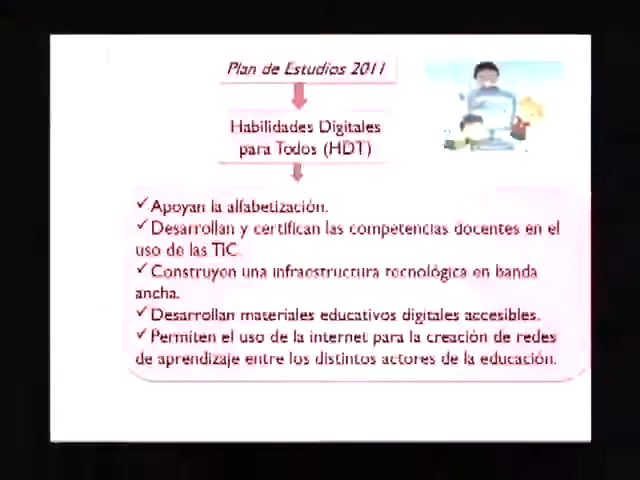 Plan de Estudios 2011
Habilidades Digitales
para Todos (HDT)
✓Apoyan la alfabetización.
✓Desarrollan y certifican las competencias docentes en el
uso de las TIC.
✓Construyen una infraestructura tecnológica en banda
ancha.
✓Desarrollan materiales educativos digitales accesibles.
✓Permiten el uso de la internet para la creación de redes
de aprendizaje entre los distintos actores de la educación.